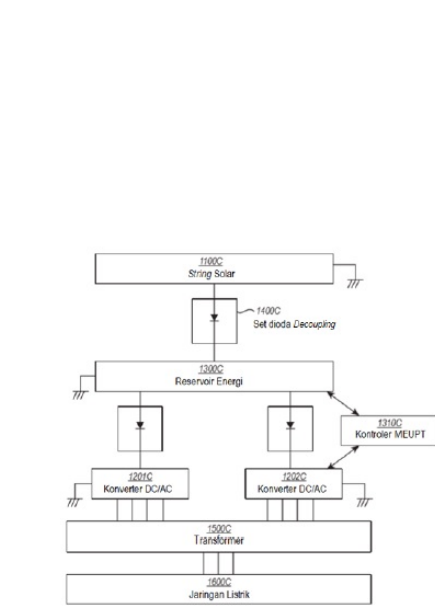 1100C
String Solar
1400C
Set dioda Decoupling
1300C
Reservoir Energi
1310C
Kontroler MEUPT
1201C
Konverter DC/AC
1202C
Konverter DC/AC
1500C
Transformer
1600C
Jaringan Listrik